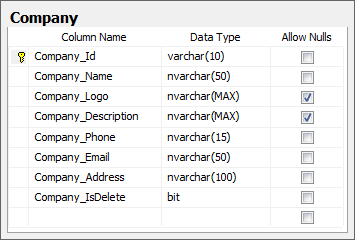 Company
Column Name Data Type Allow Nulls
Company_Id varchar(10)
Company_Name nvarchar(50)
Company_Logo nvarchar(MAX)
Company_Description nvarchar(MAX)
Company_Phone nvarchar(15)
Company_Email nvarchar(50)
Company_Address nvarchar(100)
Company_IsDelete bit